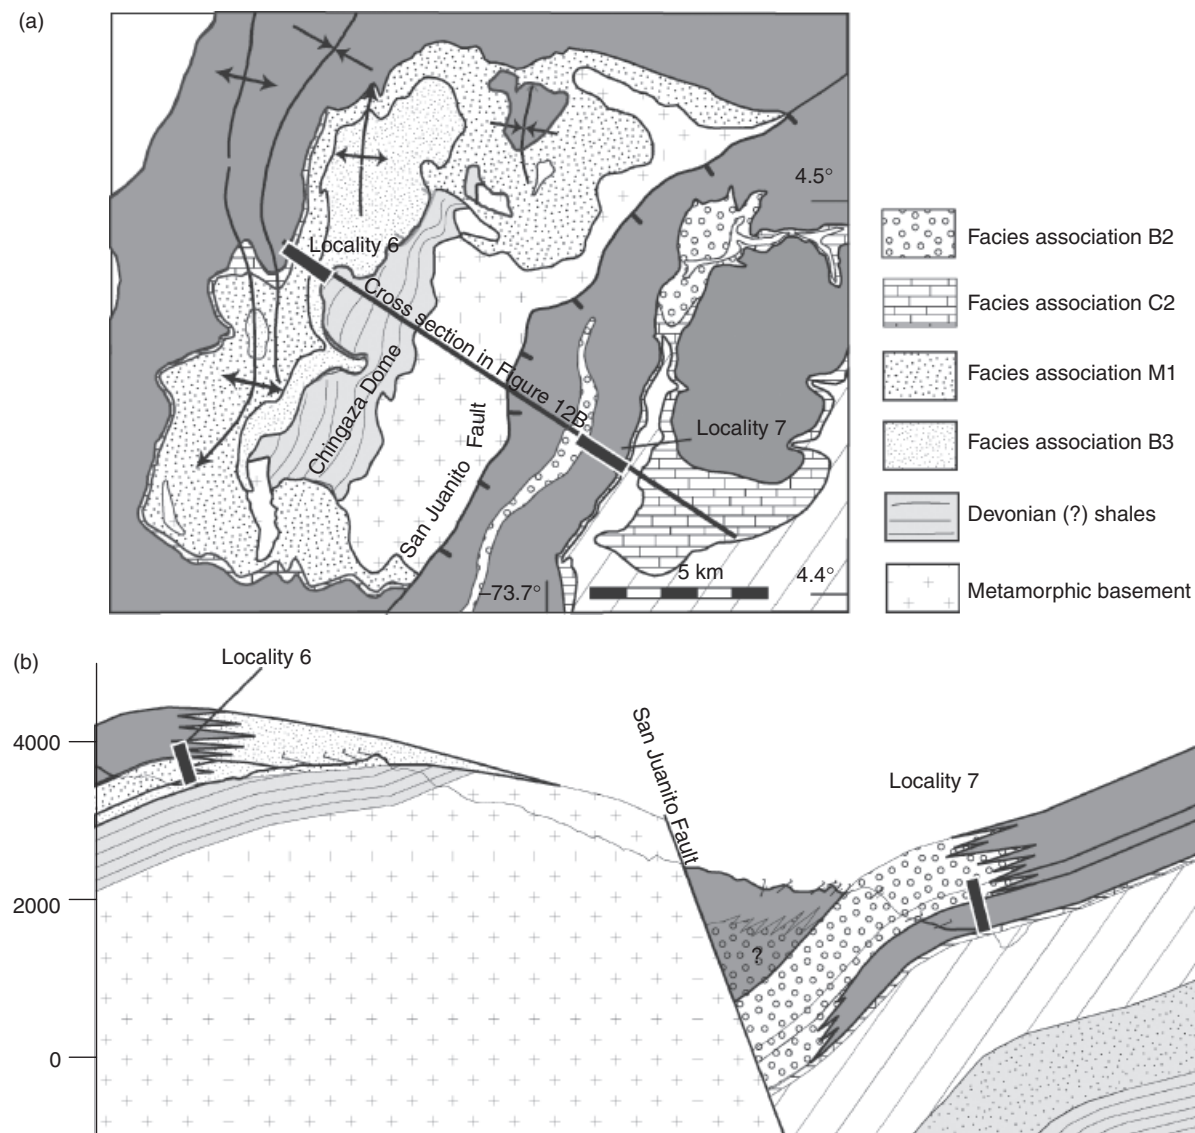 (a)
Locality 6
Cross section in Figure 12B
Chingaza Dome
San Juanito Fault
Locality 7
4.5°
4.4°
–73.7°
5 km
Facies association B2
Facies association C2
Facies association M1
Facies association B3
Devonian (?) shales
Metamorphic basement
(b)
Locality 6
4000
2000
0
San Juanito Fault
Locality 7
?